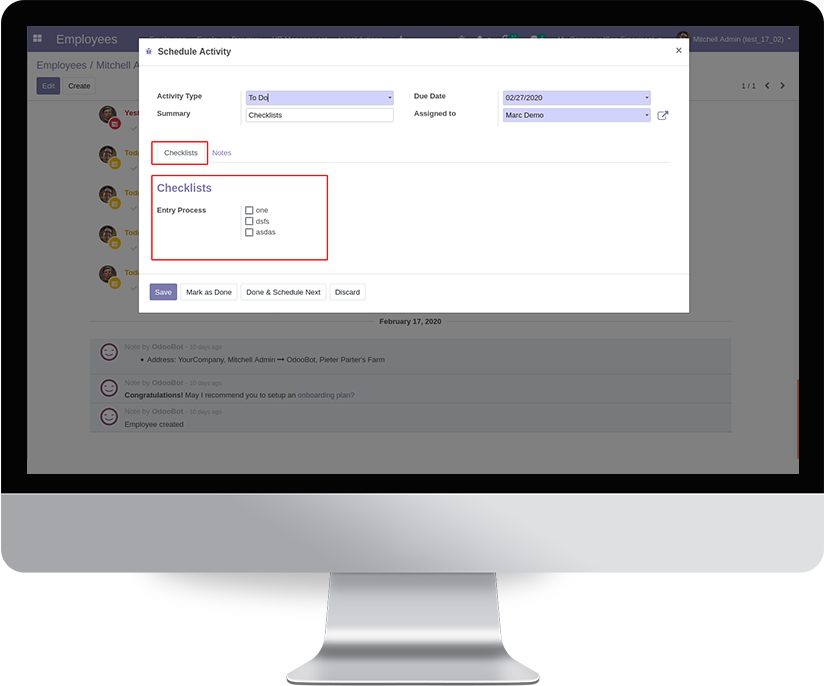 Employees
Mitchell Admin (test_17_02)
Schedule Activity
×
Employees / Mitchell A
Edit
Create
1 / 1
Activity Type
To Do
Due Date
02/27/2020
Summary
Checklists
Assigned to
Marc Demo
Checklists
Notes
Checklists
Entry Process
one
dsfs
asdas
Yest
Toda
Toda
Toda
Toda
Save
Mark as Done
Done & Schedule Next
Discard
February 17, 2020
Note by OdooBot - 10 days ago
• Address: YourCompany, Mitchell Admin ➞ OdooBot, Pieter Parter's Farm
Note by OdooBot - 10 days ago
Congratulations! May I recommend you to setup an onboarding plan?
Note by OdooBot - 10 days ago
Employee created